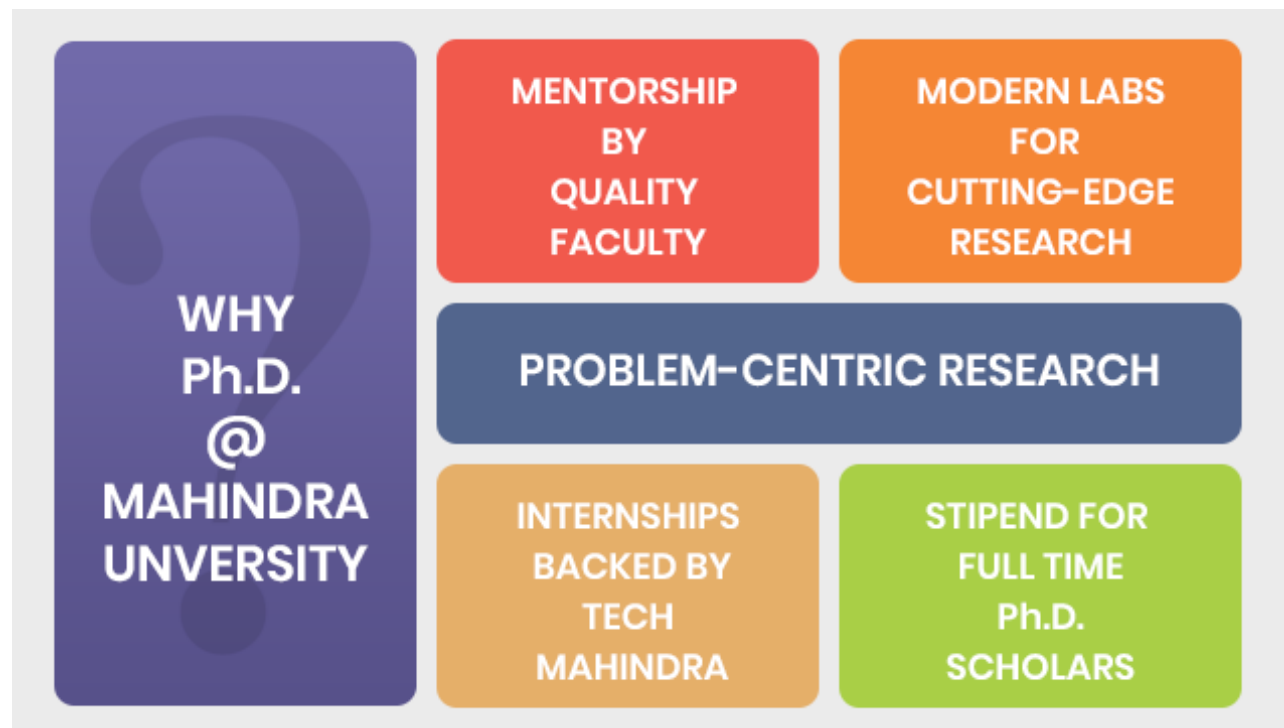 WHY
Ph.D.
@
MAHINDRA
UNVERSITY
MENTORSHIP
BY
QUALITY
FACULTY
MODERN LABS
FOR
CUTTING-EDGE
RESEARCH
PROBLEM-CENTRIC RESEARCH
INTERNSHIPS
BACKED BY
TECH
MAHINDRA
STIPEND FOR
FULL TIME
Ph.D.
SCHOLARS